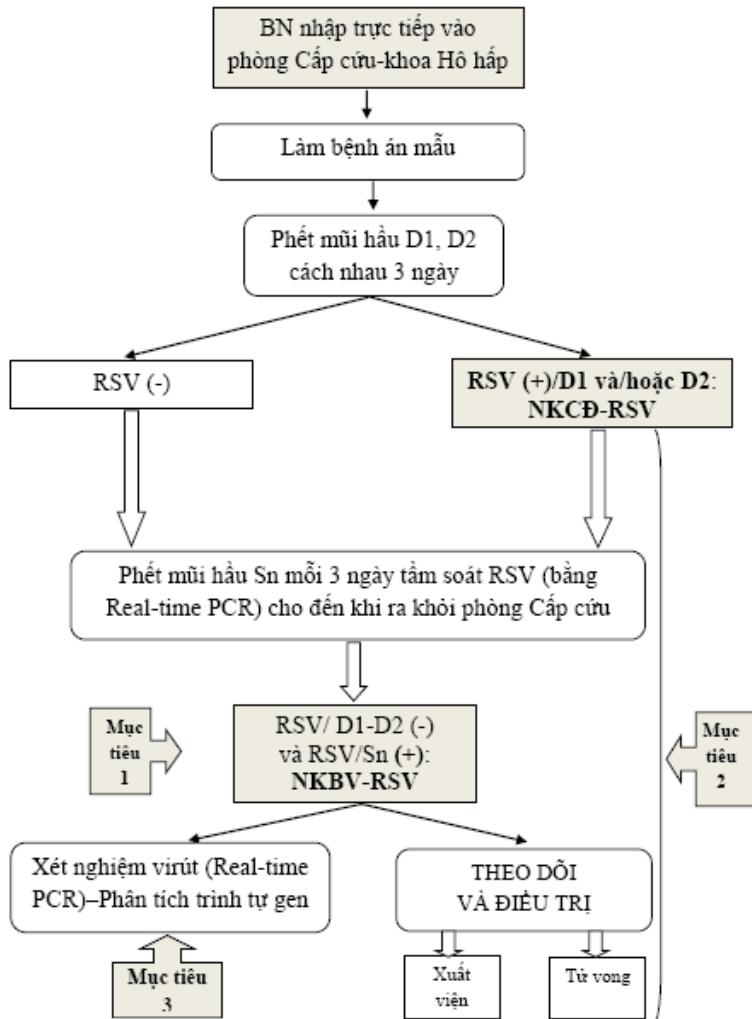 BN nhập trực tiếp vào
phòng Cấp cứu-khoa Hô hấp
Làm bệnh án mẫu
Phết mũi hầu D1, D2
cách nhau 3 ngày
RSV (-)
RSV (+)/D1 và/hoặc D2:
NKCĐ-RSV
Phết mũi hầu Sn mỗi 3 ngày tầm soát RSV (bằng
Real-time PCR) cho đến khi ra khỏi phòng Cấp cứu
Mục
tiêu
1
RSV/ D1-D2 (-)
và RSV/Sn (+):
NKBV-RSV
Mục
tiêu
2
Xét nghiệm virút (Real-time
PCR)–Phân tích trình tự gen
THEO DÕI
VÀ ĐIỀU TRỊ
Mục tiêu
3
Xuất
viện
Tử vong